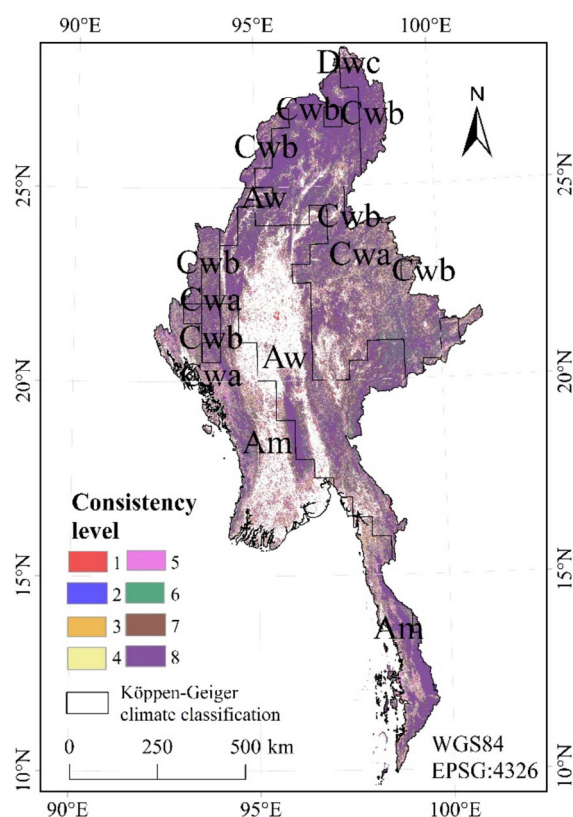 90°E 95°E 100°E
Dwc
N
Cwb Cwb
Cwb
25°N 25°N
Aw
Cwb
Cwa
Cwb Cwb
Cwa
Cwb
Aw
20°N 20°N
Cwa
Am
Consistency
level
1 5
2 6
3 7
4 8
15°N 15°N
Am
Köppen-Geiger
climate classification
0 250 500 km
WGS84
EPSG:4326
10°N 10°N
90°E 95°E 100°E